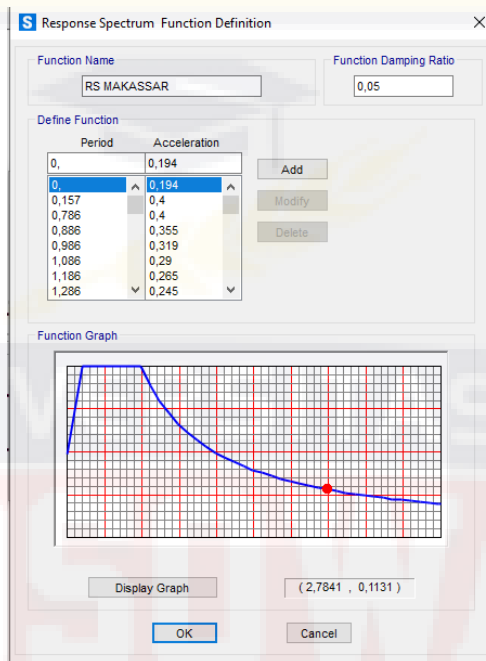 S Response Spectrum Function Definition
Function Name
RS MAKASSAR
Function Damping Ratio
0,05
Define Function
Period Acceleration
0, 0,194
0, 0,194
0,157 0,4
0,786 0,4
0,886 0,355
0,986 0,319
1,086 0,29
1,186 0,265
1,286 0,245
Add
Modify
Delete
Function Graph
Display Graph
( 2,7841 , 0,1131 )
OK
Cancel